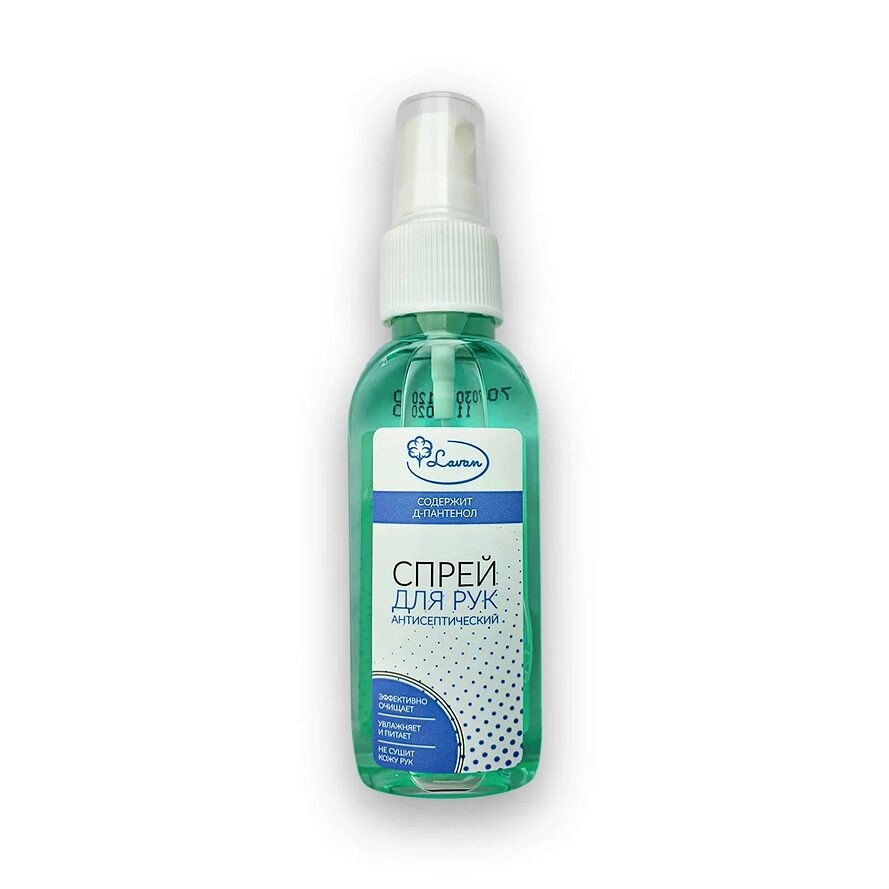 Lavan
СОДЕРЖИТ
Д-ПАНТЕНОЛ
СПРЕЙ
ДЛЯ РУК
АНТИСЕПТИЧЕСКИЙ
ЭФФЕКТИВНО
ОЧИЩАЕТ
УВЛАЖНЯЕТ
И ПИТАЕТ
НЕ СУШИТ
КОЖУ РУК